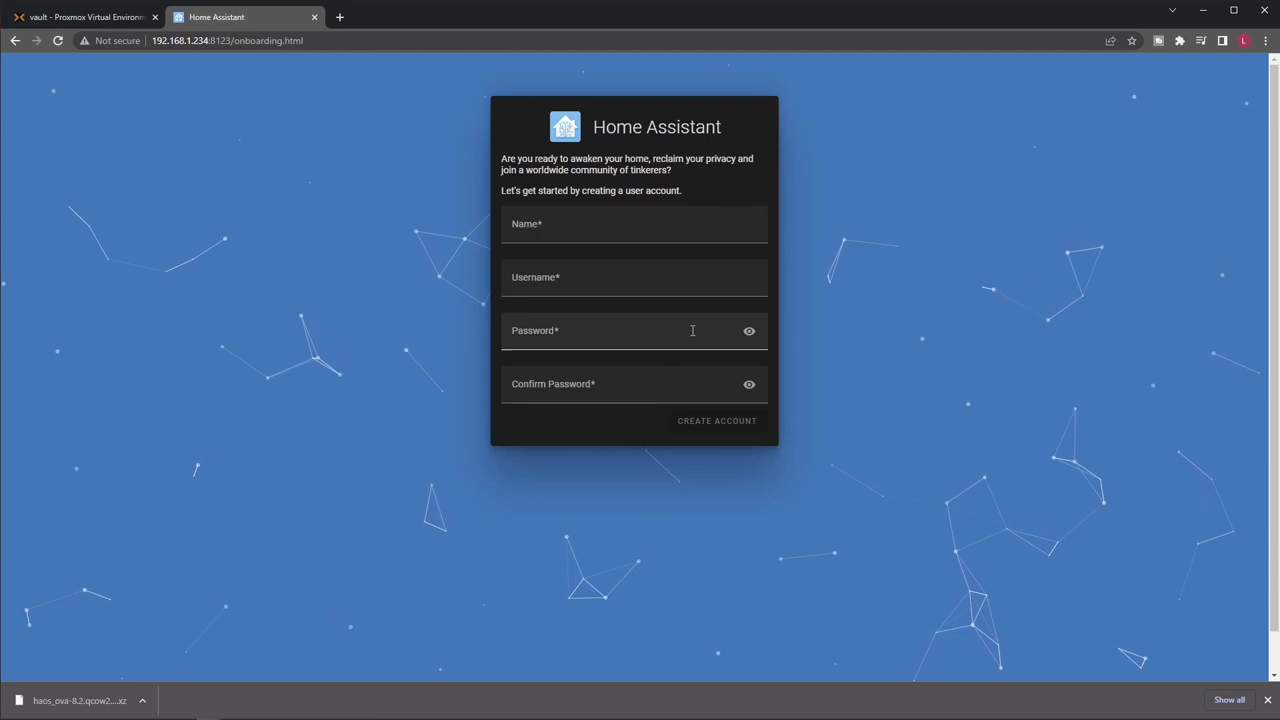 vault - Proxmox Virtual Environm
Home Assistant
Not secure
192.168.1.234:8123/onboarding.html
L
Home Assistant
Are you ready to awaken your home, reclaim your privacy and
join a worldwide community of tinkerers?
Let's get started by creating a user account.
Name*
Username*
Password*
Confirm Password*
CREATE ACCOUNT
haos_ova-8.2.qcow2....xz
Show all